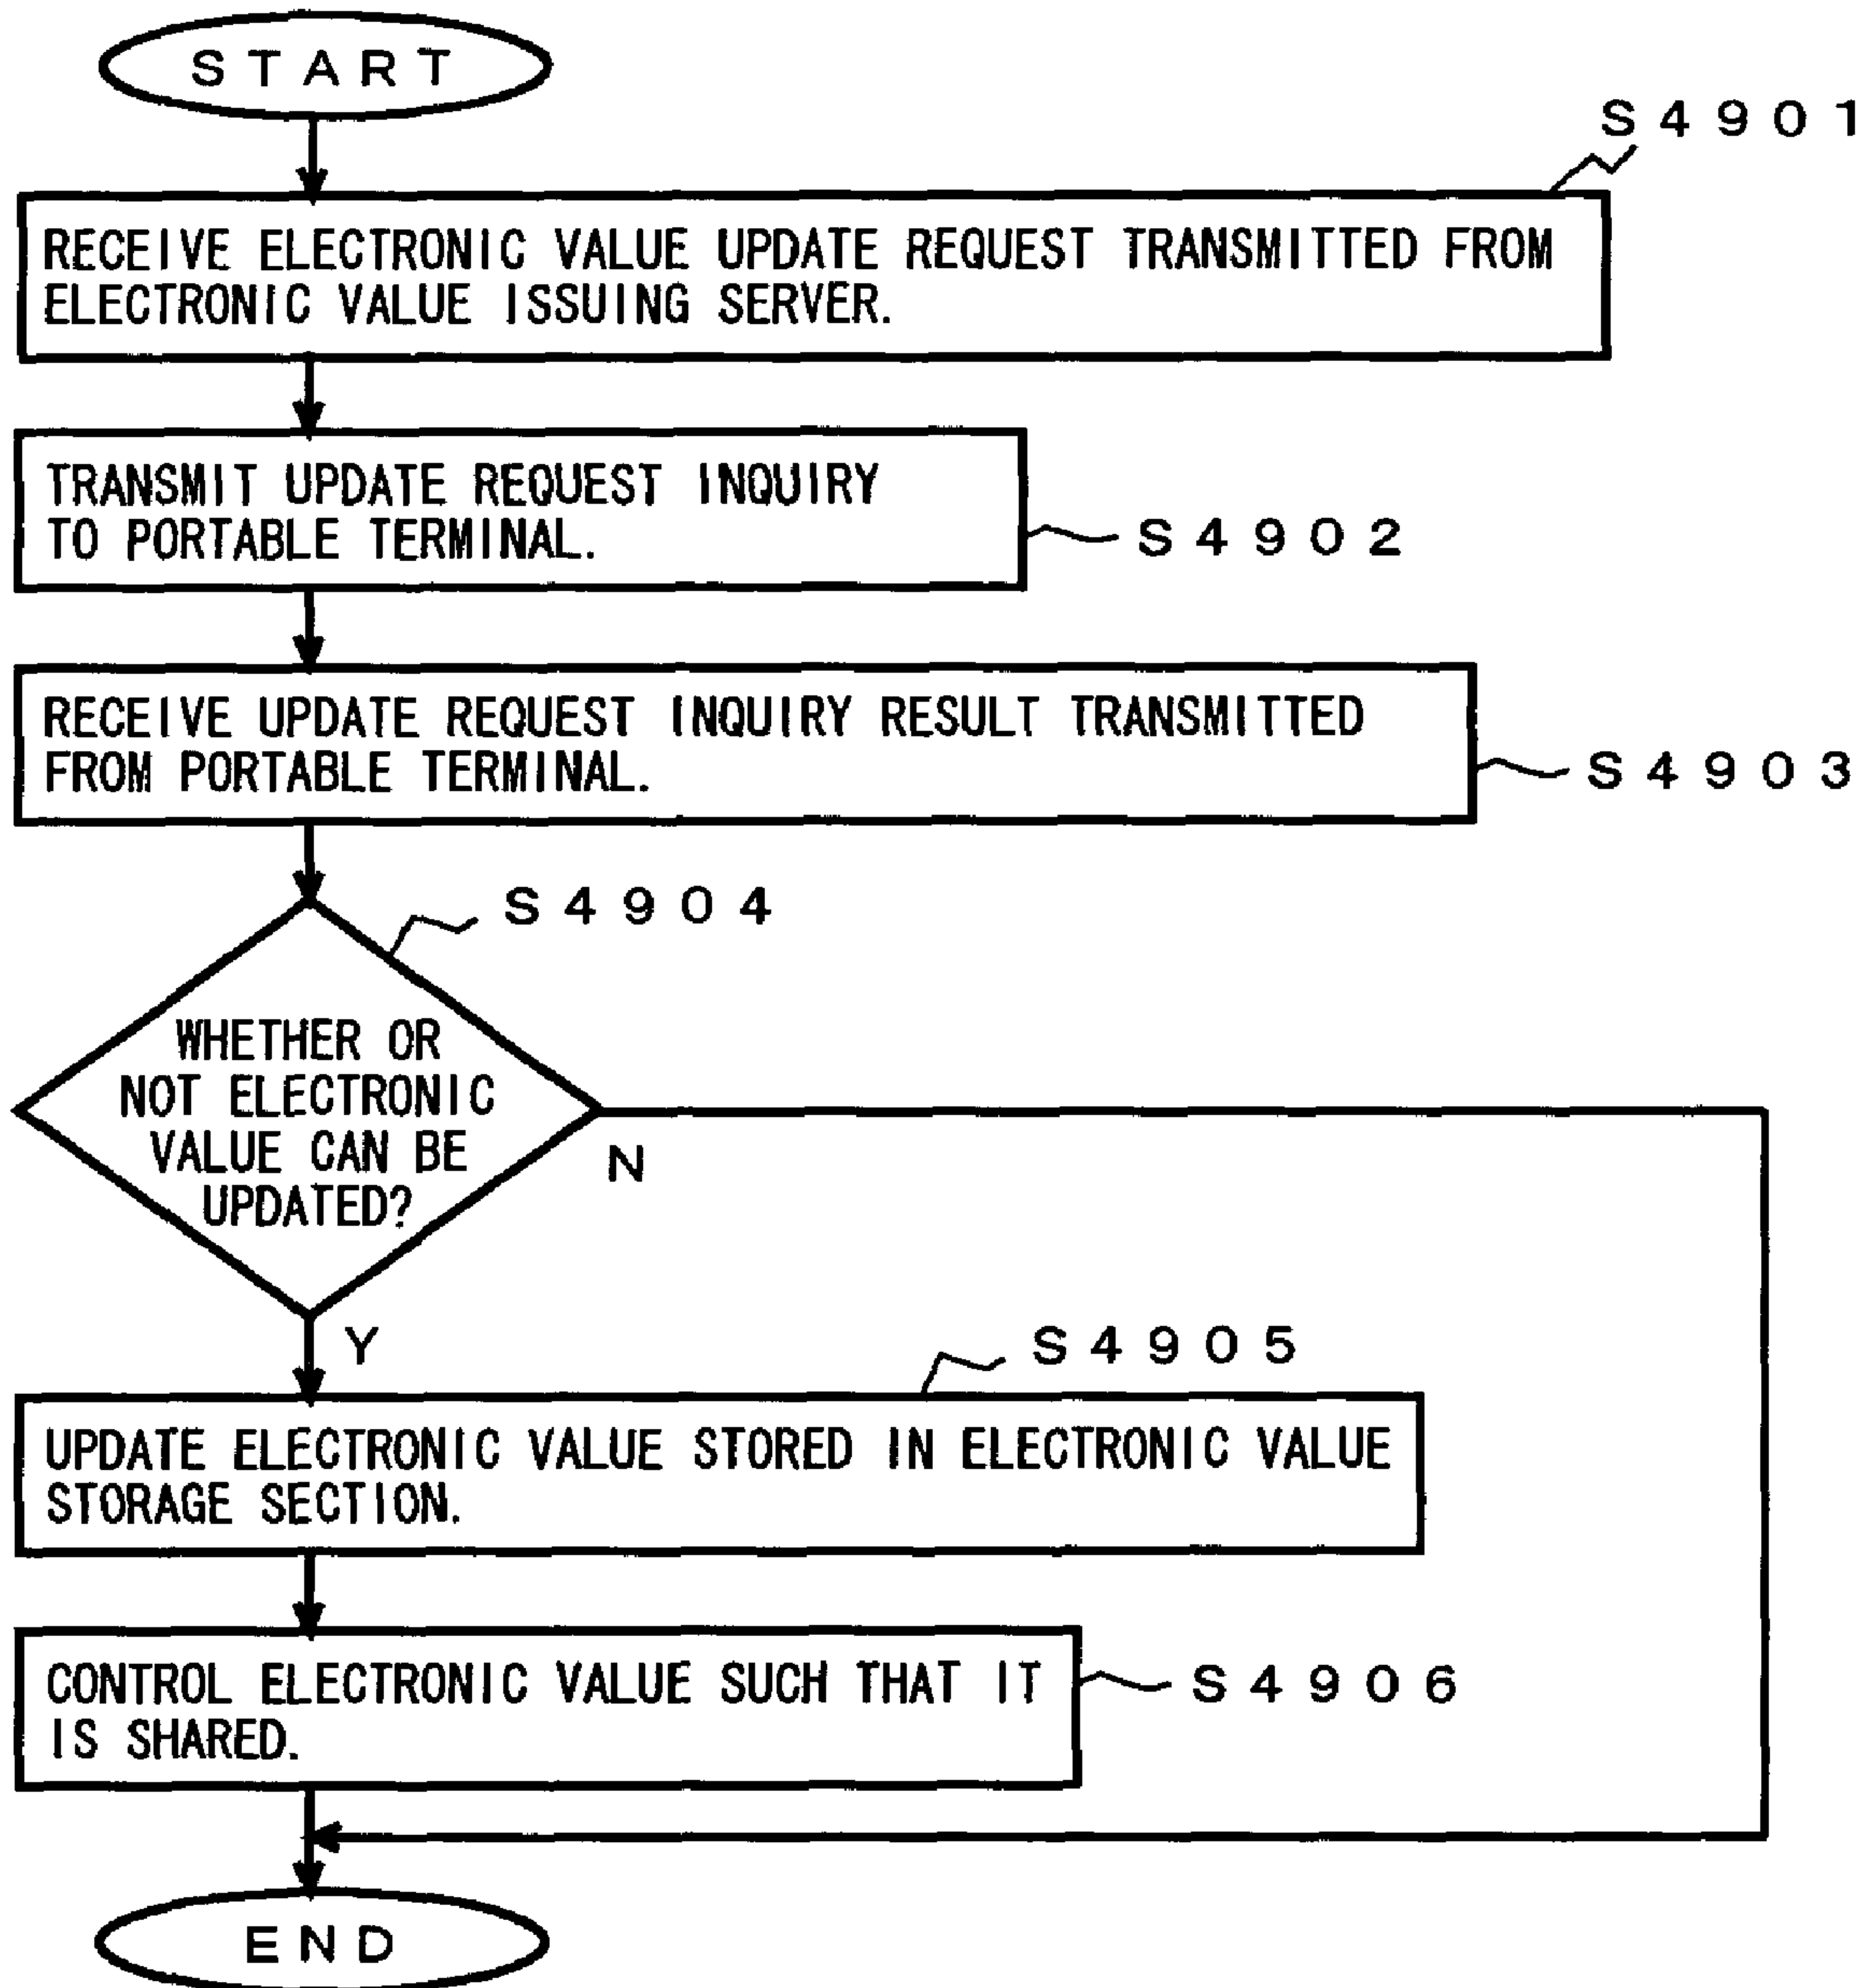 START
S4901
RECEIVE ELECTRONIC VALUE UPDATE REQUEST TRANSMITTED FROM
ELECTRONIC VALUE ISSUING SERVER.
TRANSMIT UPDATE REQUEST INQUIRY
TO PORTABLE TERMINAL.
S4902
RECEIVE UPDATE REQUEST INQUIRY RESULT TRANSMITTED
FROM PORTABLE TERMINAL.
S4903
S4904
WHETHER OR
NOT ELECTRONIC
VALUE CAN BE
UPDATED?
N
Y
S4905
UPDATE ELECTRONIC VALUE STORED IN ELECTRONIC VALUE
STORAGE SECTION.
CONTROL ELECTRONIC VALUE SUCH THAT IT
IS SHARED.
S4906
END